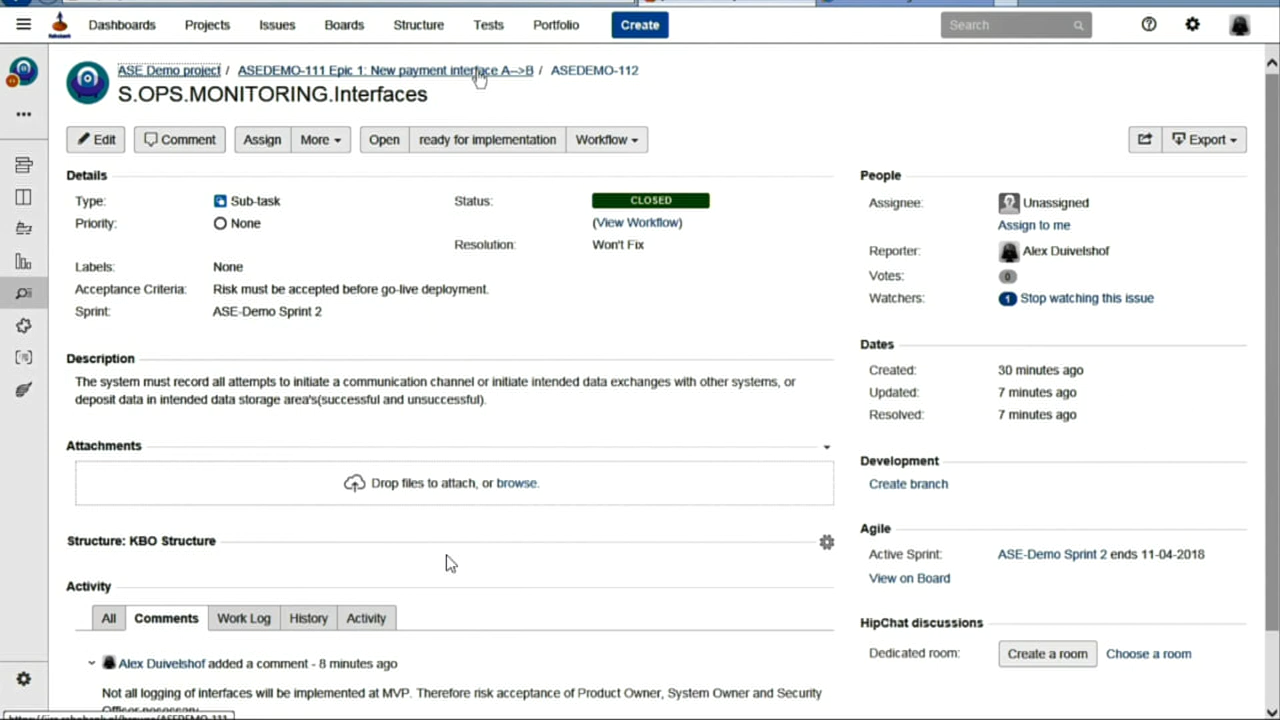 Dashboards Projects Issues Boards Structure Tests Portfolio Create Search
ASE Demo project / ASEDEMO-111 Epic 1: New payment interface A-->B / ASEDEMO-112
S.OPS.MONITORING.Interfaces
Edit Comment Assign More Open ready for implementation Workflow Export
Details
Type: Sub-task Status: CLOSED
Priority: None (View Workflow)
Resolution: Won't Fix
Labels: None
Acceptance Criteria: Risk must be accepted before go-live deployment.
Sprint: ASE-Demo Sprint 2
Description
The system must record all attempts to initiate a communication channel or initiate intended data exchanges with other systems, or
deposit data in intended data storage area's(successful and unsuccessful).
Attachments
Drop files to attach, or browse.
Structure: KBO Structure
Activity
All Comments Work Log History Activity
Alex Duivelshof added a comment - 8 minutes ago
Not all logging of interfaces will be implemented at MVP. Therefore risk acceptance of Product Owner, System Owner and Security
Officer necessary
People
Assignee: Unassigned
Assign to me
Reporter: Alex Duivelshof
Votes: 0
Watchers: 1 Stop watching this issue
Dates
Created: 30 minutes ago
Updated: 7 minutes ago
Resolved: 7 minutes ago
Development
Create branch
Agile
Active Sprint: ASE-Demo Sprint 2 ends 11-04-2018
View on Board
HipChat discussions
Dedicated room: Create a room Choose a room